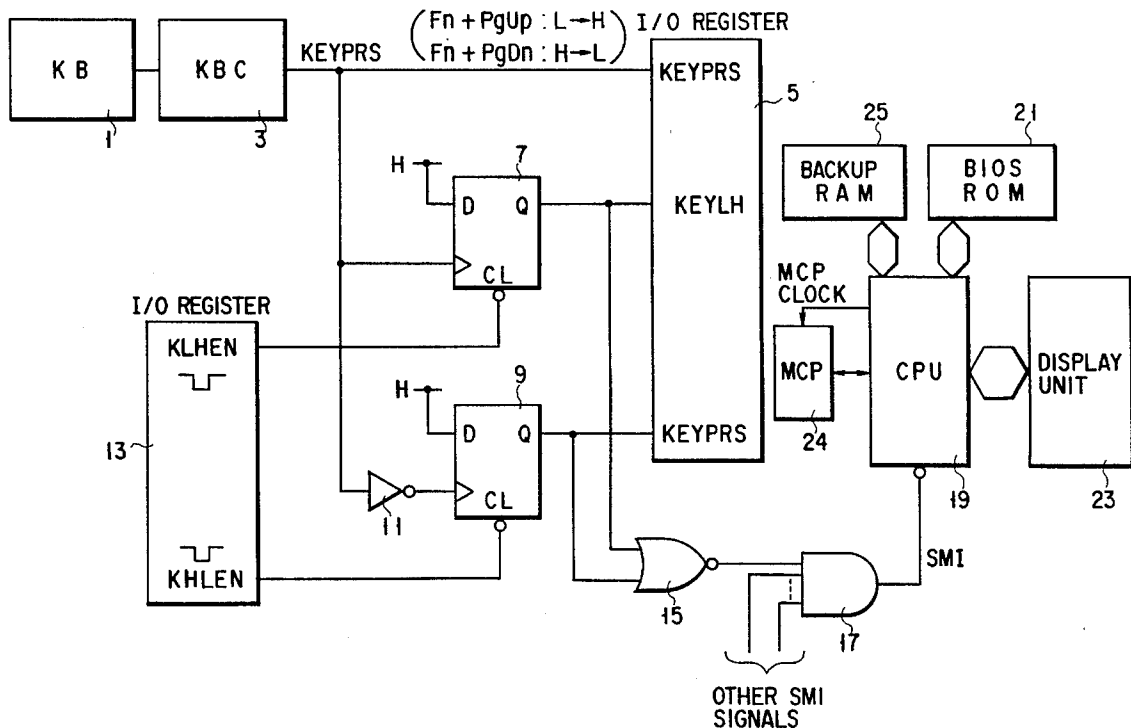 (Fn + PgUp : L→H)
(Fn + PgDn : H→L)
I/O REGISTER
KB
1
KBC
3
KEYPRS
KEYPRS
5
25
21
BACKUP
RAM
BIOS
ROM
H
7
D Q
CL
KEYLH
MCP
CLOCK
I/O REGISTER
KLHEN
13
KHLEN
MCP
24
CPU
19
DISPLAY
UNIT
23
H
9
D Q
CL
KEYPRS
11
15
17
SMI
OTHER SMI
SIGNALS